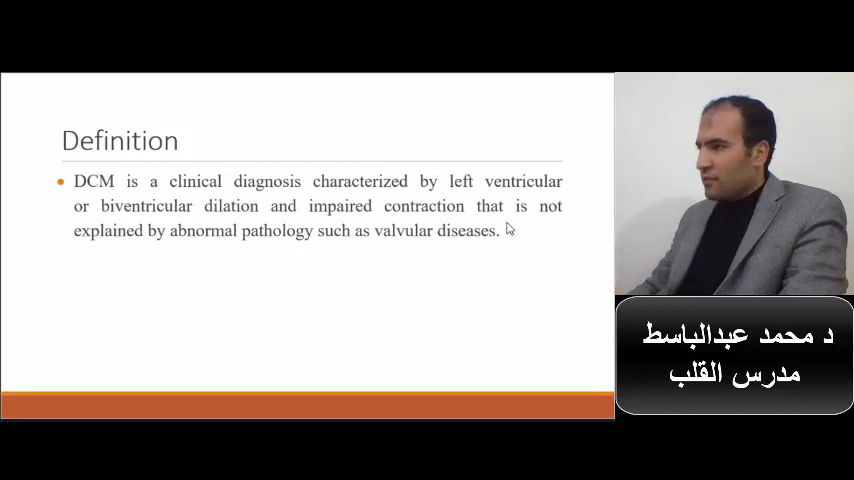 Definition
DCM is a clinical diagnosis characterized by left ventricular
or biventricular dilation and impaired contraction that is not
explained by abnormal pathology such as valvular diseases.
د محمد عبدالباسط
مدرس القلب